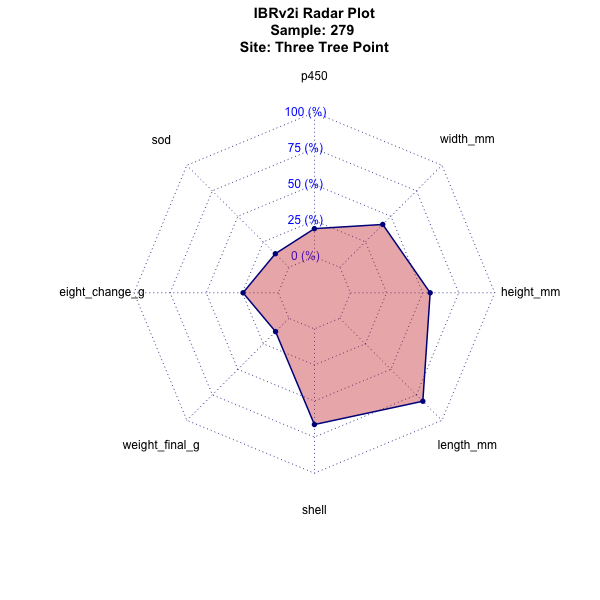 IBRv2i Radar Plot
Sample: 279
Site: Three Tree Point
p450
100 (%)
sod
width_mm
75 (%)
50 (%)
25 (%)
0 (%)
eight_change_g
height_mm
weight_final_g
length_mm
shell